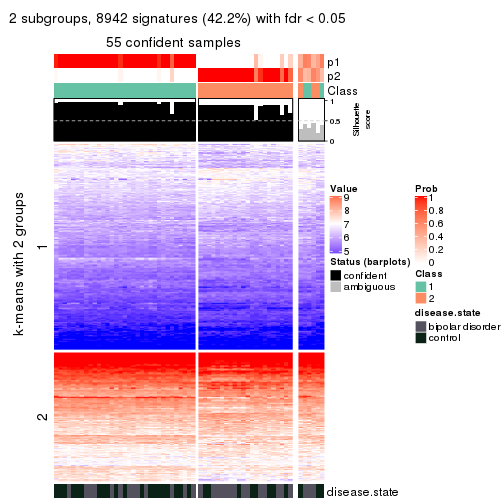 2 subgroups, 8942 signatures (42.2%) with fdr < 0.05
55 confident samples
p1
p2
Class
1
0.5
0
Silhouette
score
k-means with 2 groups
1
2
Value
9
8
7
6
5
Status (barplots)
confident
ambiguous
Prob
1
0.8
0.6
0.4
0.2
0
Class
1
2
disease.state
bipolar disorder
control
disease.state